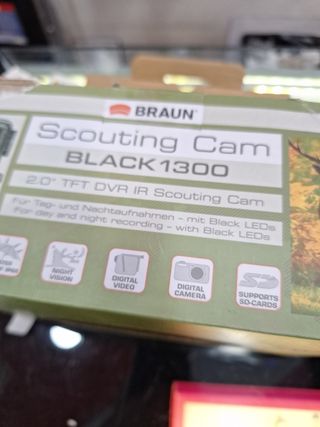 BRAUN
Scouting Cam
BLACK1300
2.0" TFT DVR IR Scouting Cam
Für Tag- und Nachtaufnahmen - mit Black LEDs
For day and night recording - with Black LEDs
NIGHT
VISION
DIGITAL
VIDEO
DIGITAL
CAMERA
SUPPORTS
SD-CARDS